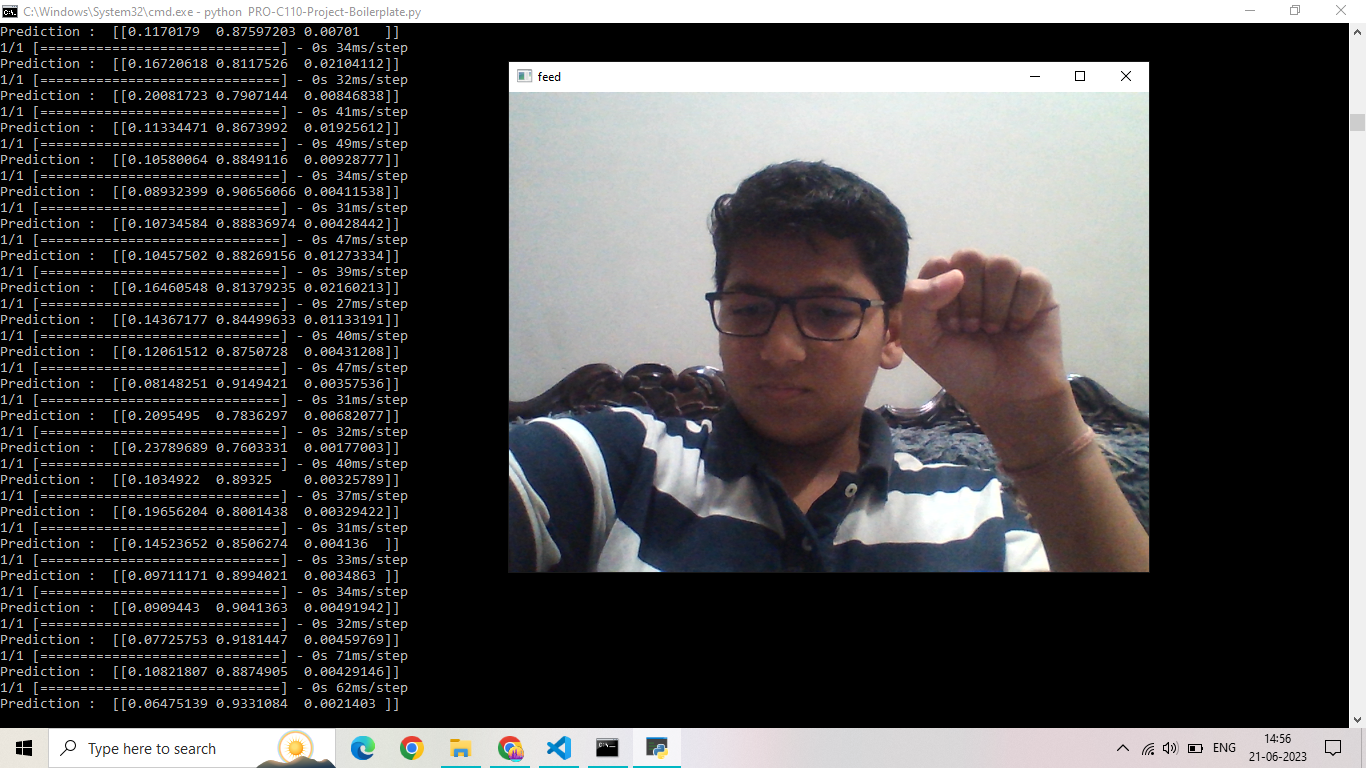 C:\Windows\System32\cmd.exe - python  PRO-C110-Project-Boilerplate.py
Prediction :  [[0.1170179  0.87597203 0.00701   ]]
1/1 [==============================] - 0s 34ms/step
Prediction :  [[0.16720618 0.8117526  0.02104112]]
1/1 [==============================] - 0s 32ms/step
Prediction :  [[0.20081723 0.7907144  0.00846838]]
1/1 [==============================] - 0s 41ms/step
Prediction :  [[0.11334471 0.8673992  0.01925612]]
1/1 [==============================] - 0s 49ms/step
Prediction :  [[0.10580064 0.8849116  0.00928777]]
1/1 [==============================] - 0s 34ms/step
Prediction :  [[0.08932399 0.90656066 0.00411538]]
1/1 [==============================] - 0s 31ms/step
Prediction :  [[0.10734584 0.88836974 0.00428442]]
1/1 [==============================] - 0s 47ms/step
Prediction :  [[0.10457502 0.88269156 0.01273334]]
1/1 [==============================] - 0s 39ms/step
Prediction :  [[0.16460548 0.81379235 0.02160213]]
1/1 [==============================] - 0s 27ms/step
Prediction :  [[0.14367177 0.84499633 0.01133191]]
1/1 [==============================] - 0s 40ms/step
Prediction :  [[0.12061512 0.8750728  0.00431208]]
1/1 [==============================] - 0s 47ms/step
Prediction :  [[0.08148251 0.9149421  0.00357536]]
1/1 [==============================] - 0s 31ms/step
Prediction :  [[0.2095495  0.7836297  0.00682077]]
1/1 [==============================] - 0s 32ms/step
Prediction :  [[0.23789689 0.7603331  0.00177003]]
1/1 [==============================] - 0s 40ms/step
Prediction :  [[0.1034922  0.89325    0.00325789]]
1/1 [==============================] - 0s 37ms/step
Prediction :  [[0.19656204 0.8001438  0.00329422]]
1/1 [==============================] - 0s 31ms/step
Prediction :  [[0.14523652 0.8506274  0.004136  ]]
1/1 [==============================] - 0s 33ms/step
Prediction :  [[0.09711171 0.8994021  0.0034863 ]]
1/1 [==============================] - 0s 34ms/step
Prediction :  [[0.0909443  0.9041363  0.00491942]]
1/1 [==============================] - 0s 32ms/step
Prediction :  [[0.07725753 0.9181447  0.00459769]]
1/1 [==============================] - 0s 71ms/step
Prediction :  [[0.10821807 0.8874905  0.00429146]]
1/1 [==============================] - 0s 62ms/step
Prediction :  [[0.06475139 0.9331084  0.0021403 ]]
feed
Type here to search
ENG
14:56
21-06-2023